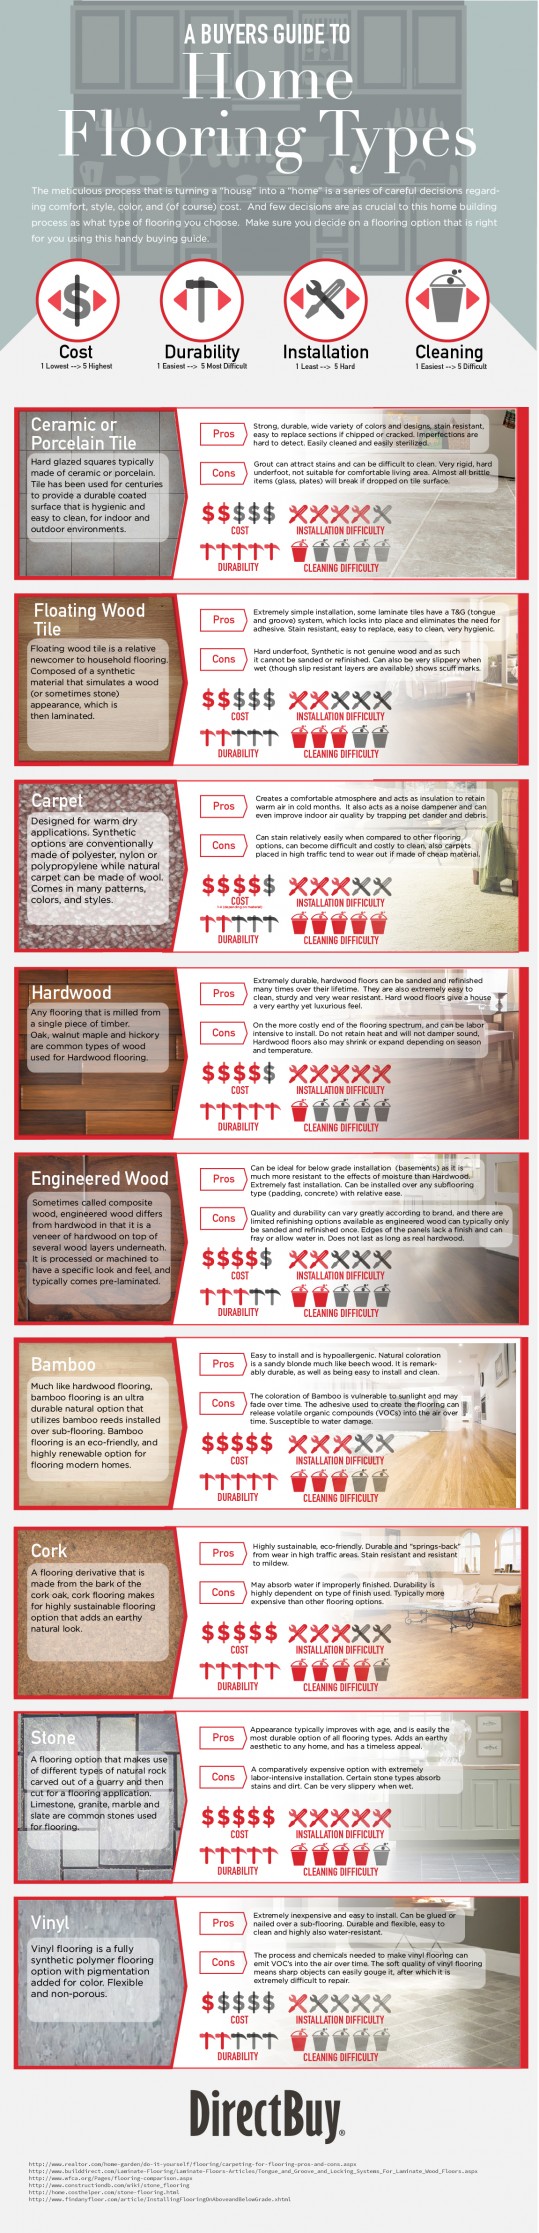 A BUYERS GUIDE TO
Home
Flooring Types
The meticulous process that is turning a "house" into a "home" is a series of careful decisions regard-
ing comfort, style, color, and (of course) cost. And few decisions are as crucial to this home building
process as what type of flooring you choose. Make sure you decide on a flooring option that is right
for you using this handy buying guide.
Cost
1 Lowest --> 5 Highest
Durability
1 Easiest --> 5 Most Difficult
Installation
1 Least --> 5 Hard
Cleaning
1 Easiest --> 5 Difficult
Ceramic or
Porcelain Tile
Hard glazed squares typically
made of ceramic or porcelain.
Tile has been used for centuries
to provide a durable coated
surface that is hygienic and
easy to clean, for indoor and
outdoor environments.
Pros
Strong, durable, wide variety of colors and designs, stain resistant,
easy to replace sections if chipped or cracked. Imperfections are
hard to detect. Easily cleaned and easily sterilized.
Cons
Grout can attract stains and can be difficult to clean. Very rigid, hard
underfoot, not suitable for comfortable living area. Almost all brittle
items (glass, plates) will break if dropped on tile surface.
COST
INSTALLATION DIFFICULTY
DURABILITY
CLEANING DIFFICULTY
Floating Wood
Tile
Floating wood tile is a relative
newcomer to household flooring.
Composed of a synthetic
material that simulates a wood
(or sometimes stone)
appearance, which is
then laminated.
Pros
Extremely simple installation, some laminate tiles have a T&G (tongue
and groove) system, which locks into place and eliminates the need for
adhesive. Stain resistant, easy to replace, easy to clean, very hygienic.
Cons
Hard underfoot, Synthetic is not genuine wood and as such
it cannot be sanded or refinished. Can also be very slippery when
wet (though slip resistant layers are available) shows scuff marks.
COST
INSTALLATION DIFFICULTY
DURABILITY
CLEANING DIFFICULTY
Carpet
Designed for warm dry
applications. Synthetic
options are conventionally
made of polyester, nylon or
polypropylene while natural
carpet can be made of wool.
Comes in many patterns,
colors, and styles.
Pros
Creates a comfortable atmosphere and acts as insulation to retain
warm air in cold months. It also acts as a noise dampener and can
even improve indoor air quality by trapping pet dander and debris.
Cons
Can stain relatively easily when compared to other flooring
options, can become difficult and costly to clean, also carpets
placed in high traffic tend to wear out if made of cheap material.
COST
INSTALLATION DIFFICULTY
DURABILITY
CLEANING DIFFICULTY
Hardwood
Any flooring that is milled from
a single piece of timber.
Oak, walnut maple and hickory
are common types of wood
used for Hardwood flooring.
Pros
Extremely durable, hardwood floors can be sanded and refinished
many times over their lifetime. They are also extremely easy to
clean, sturdy and very wear resistant. Hard wood floors give a house
a very earthy yet luxurious feel.
Cons
On the more costly end of the flooring spectrum, and can be labor
intensive to install. Do not retain heat and will not damper sound,
Hardwood floors also may shrink or expand depending on season
and temperature.
COST
INSTALLATION DIFFICULTY
DURABILITY
CLEANING DIFFICULTY
Engineered Wood
Sometimes called composite
wood, engineered wood differs
from hardwood in that it is a
veneer of hardwood on top of
several wood layers underneath.
It is processed or machined to
have a specific look and feel, and
typically comes pre-laminated.
Pros
Can be ideal for below grade installation (basements) as it is
much more resistant to the effects of moisture than Hardwood.
Extremely fast installation. Can be installed over any subflooring
type (padding, concrete) with relative ease.
Cons
Quality and durability can vary greatly according to brand, and there are
limited refinishing options available as engineered wood can typically only
be sanded and refinished once. Edges of the panels lack a finish and can
fray or allow water in. Does not last as long as real hardwood.
COST
INSTALLATION DIFFICULTY
DURABILITY
CLEANING DIFFICULTY
Bamboo
Much like hardwood flooring,
bamboo flooring is an ultra
durable natural option that
utilizes bamboo reeds installed
over sub-flooring. Bamboo
flooring is an eco-friendly, and
highly renewable option for
flooring modern homes.
Pros
Easy to install and is hypoallergenic. Natural coloration
is a sandy blonde much like beech wood. It is remark-
ably durable, as well as being easy to install and clean.
Cons
The coloration of Bamboo is vulnerable to sunlight and may
fade over time. The adhesive used to create the flooring can
release volatile organic compounds (VOCs) into the air over
time. Susceptible to water damage.
COST
INSTALLATION DIFFICULTY
DURABILITY
CLEANING DIFFICULTY
Cork
A flooring derivative that is
made from the bark of the
cork oak, cork flooring makes
for highly sustainable flooring
option that adds an earthy
natural look.
Pros
Highly sustainable, eco-friendly. Durable and "springs-back"
from wear in high traffic areas. Stain resistant and resistant
to mildew.
Cons
May absorb water if improperly finished. Durability is
highly dependent on type of finish used. Typically more
expensive than other flooring options.
COST
INSTALLATION DIFFICULTY
DURABILITY
CLEANING DIFFICULTY
Stone
A flooring option that makes use
of different types of natural rock
carved out of a quarry and then
cut for a flooring application.
Limestone, granite, marble and
slate are common stones used
for flooring.
Pros
Appearance typically improves with age, and is easily the
most durable option of all flooring types. Adds an earthy
aesthetic to any home, and has a timeless appeal.
Cons
A comparatively expensive option with extremely
labor-intensive installation. Certain stone types absorb
stains and dirt. Can be very slippery when wet.
COST
INSTALLATION DIFFICULTY
DURABILITY
CLEANING DIFFICULTY
Vinyl
Vinyl flooring is a fully
synthetic polymer flooring
option with pigmentation
added for color. Flexible
and non-porous.
Pros
Extremely inexpensive and easy to install. Can be glued or
nailed over a sub-flooring. Durable and flexible, easy to
clean and highly also water-resistant.
Cons
The process and chemicals needed to make vinyl flooring can
emit VOC's into the air over time. The soft quality of vinyl flooring
means sharp objects can easily gouge it, after which it is
extremely difficult to repair.
COST
INSTALLATION DIFFICULTY
DURABILITY
CLEANING DIFFICULTY
DirectBuy®
http://www.realtor.com/home-garden/do-it-yourself/flooring/carpeting-for-flooring-pros-and-cons.aspx
http://www.builddirect.com/Laminate-Flooring/Laminate-Floors-Articles/Tongue_and_Groove_and_Locking_Systems_For_Laminate_Wood_Floors.aspx
http://www.wfca.org/Pages/flooring-comparison.aspx
http://www.constructiondb.com/wiki/stone_flooring
http://home.costhelper.com/stone-flooring.html
http://www.findanyfloor.com/article/InstallingFlooringOnAboveandBelowGrade.xhtml